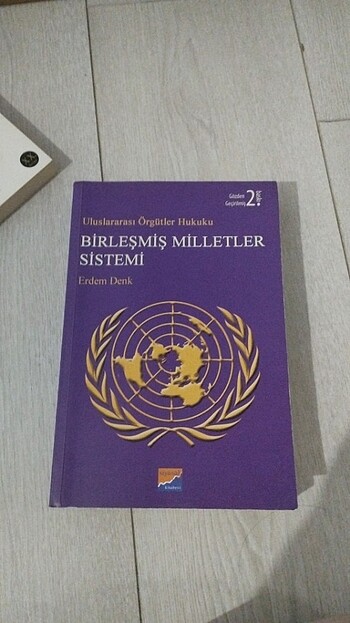 Gözden
Geçirilmiş
2. baskı
Uluslararası Örgütler Hukuku
BİRLEŞMİŞ MİLLETLER
SİSTEMİ
Erdem Denk